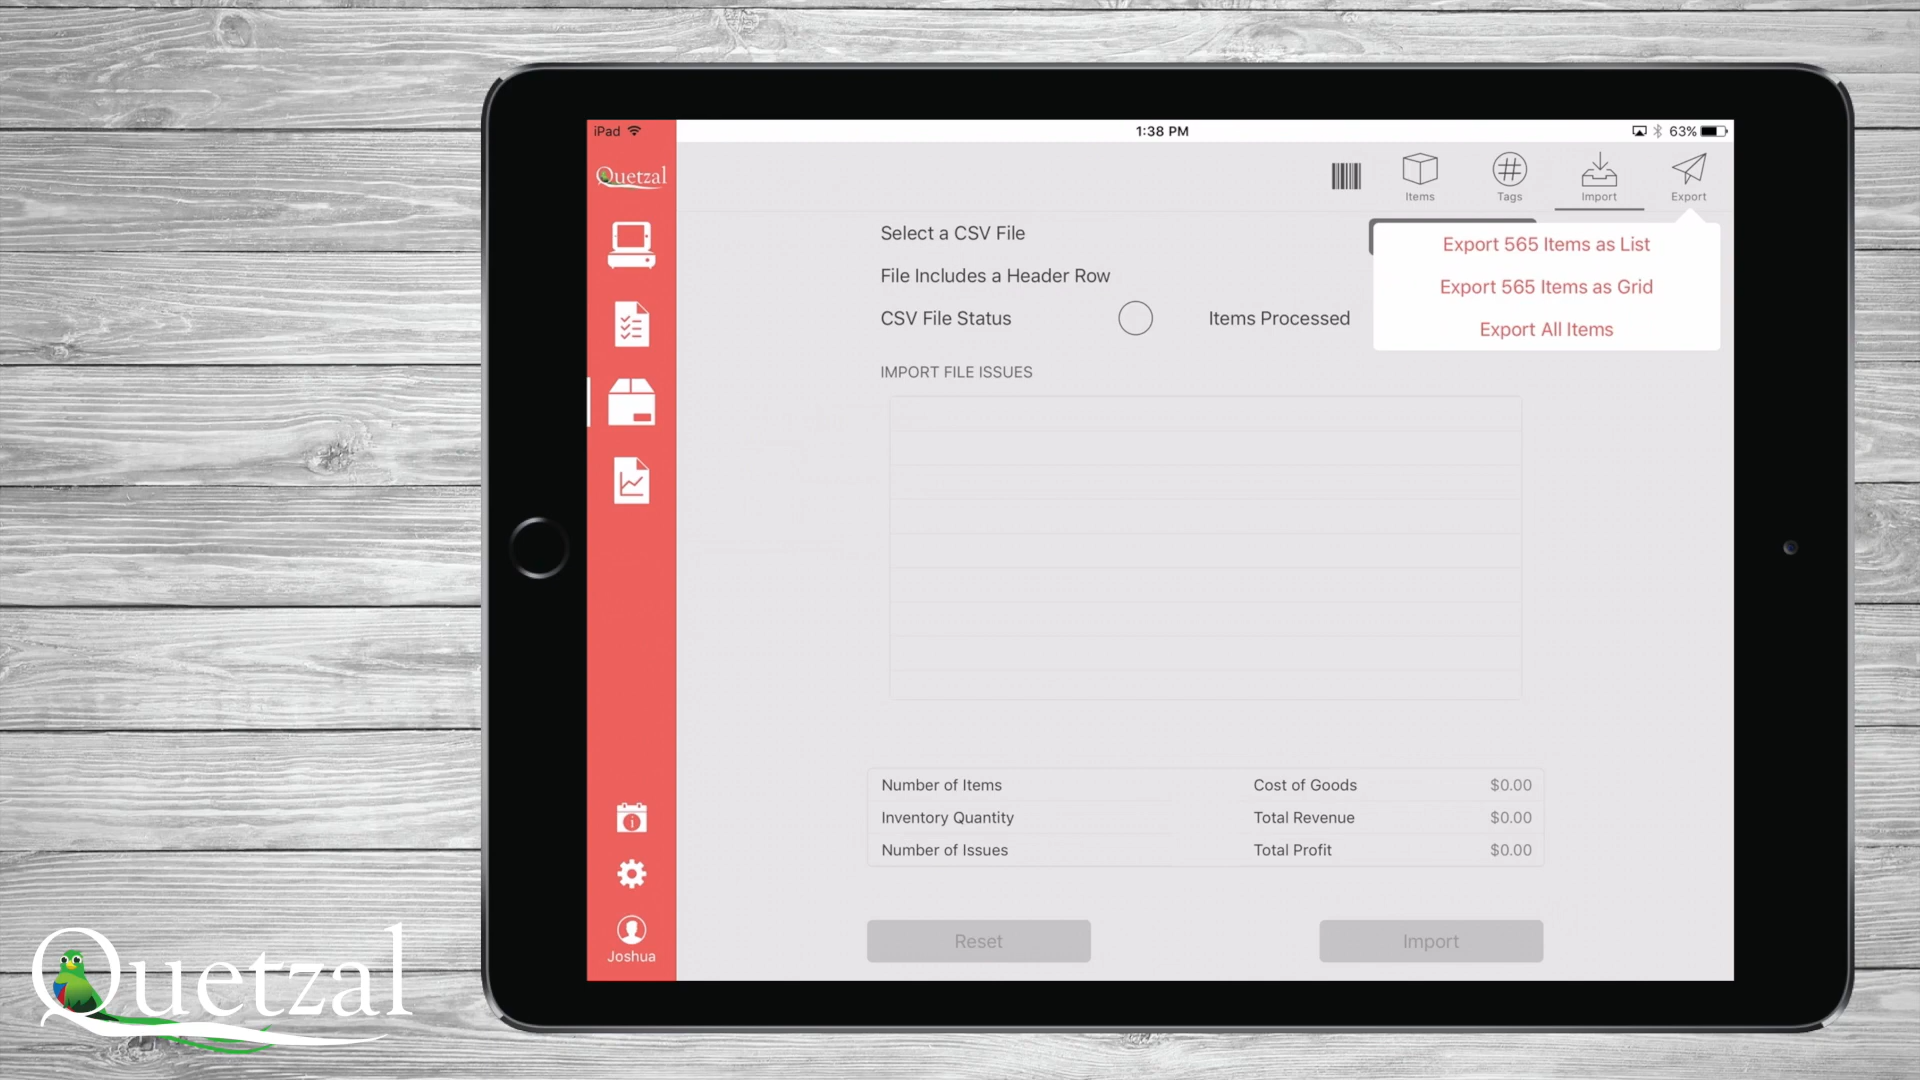 iPad
1:38 PM
63%
Quetzal
Items
Tags
Import
Export
Select a CSV File
File Includes a Header Row
CSV File Status
Items Processed
Export 565 Items as List
Export 565 Items as Grid
Export All Items
IMPORT FILE ISSUES
Number of Items
Cost of Goods $0.00
Inventory Quantity
Total Revenue $0.00
Number of Issues
Total Profit $0.00
Reset
Import
Joshua
Quetzal